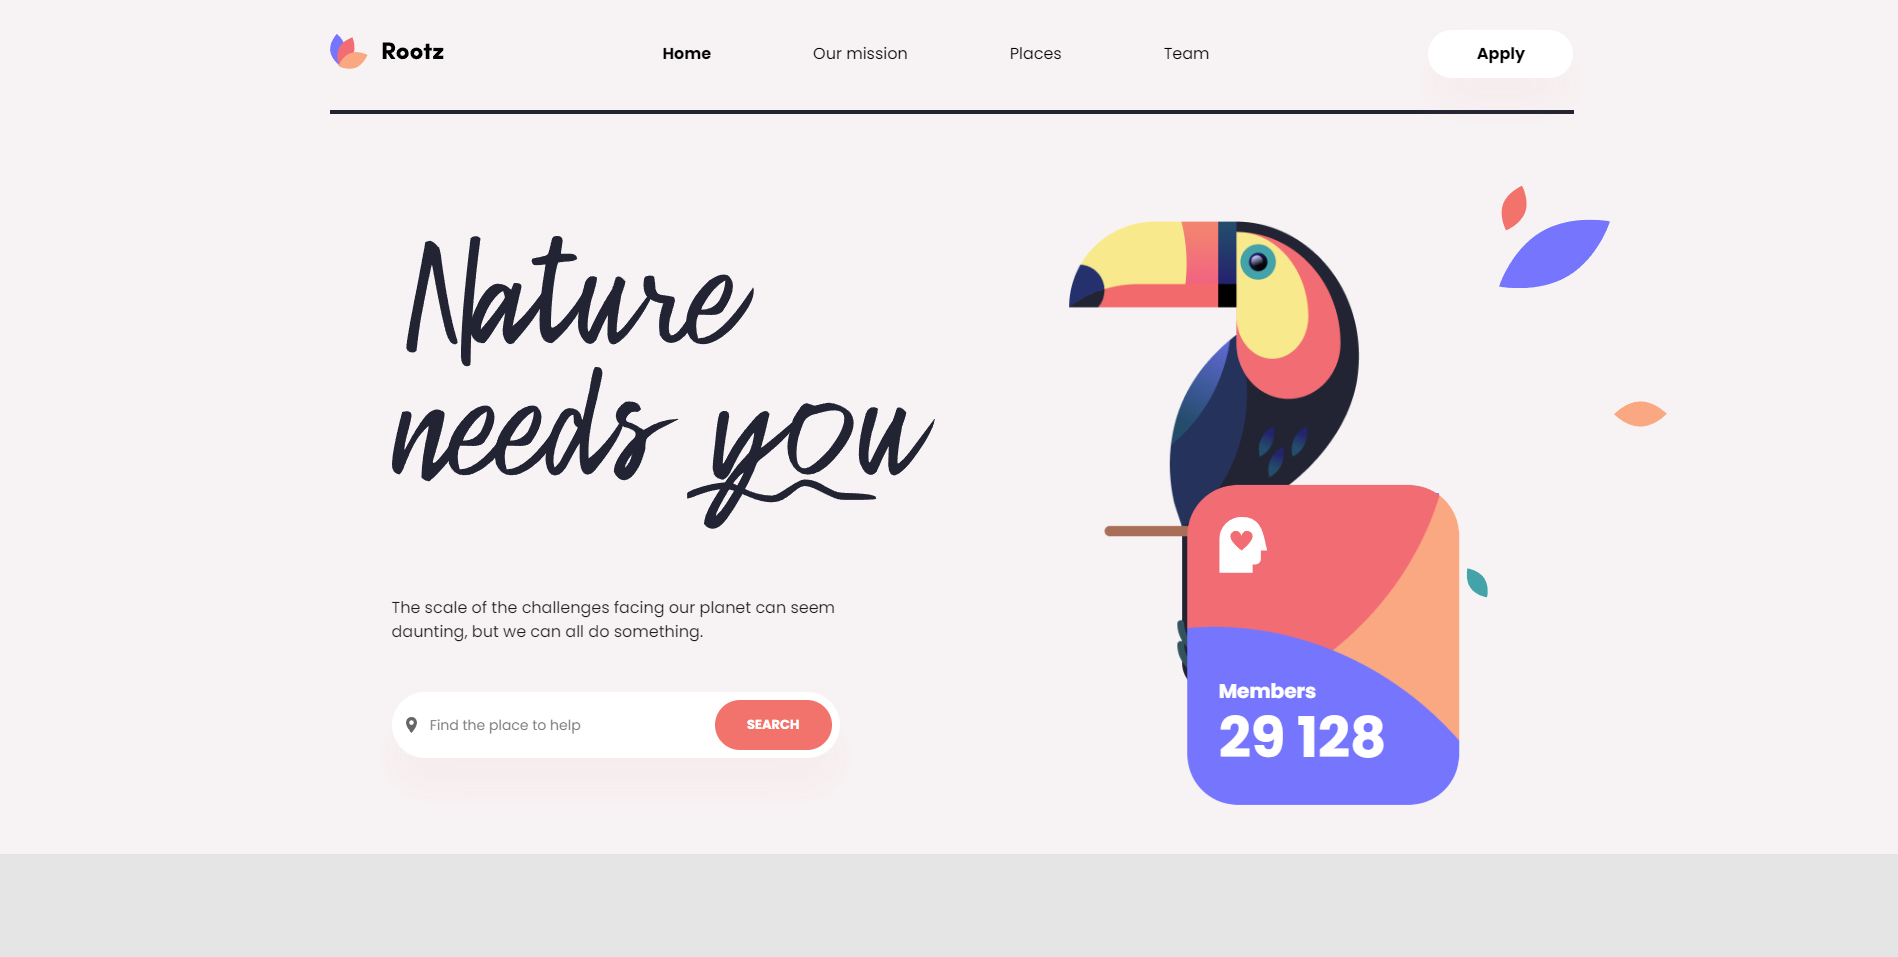 Rootz
Home
Our mission
Places
Team
Apply
Nature
needs you
The scale of the challenges facing our planet can seem
daunting, but we can all do something.
Find the place to help
SEARCH
Members
29 128